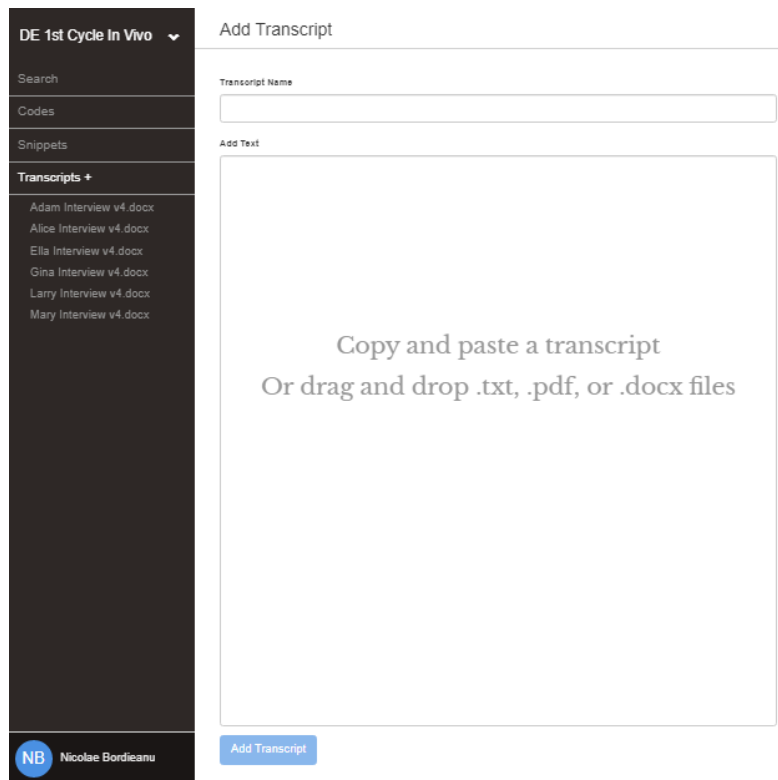 DE 1st Cycle In Vivo
Search
Codes
Snippets
Transcripts +
Adam Interview v4.docx
Alice Interview v4.docx
Ella Interview v4.docx
Gina Interview v4.docx
Larry Interview v4.docx
Mary Interview v4.docx
NB Nicolae Bordieanu
Add Transcript
Transcript Name
Add Text
Copy and paste a transcript
Or drag and drop .txt, .pdf, or .docx files
Add Transcript